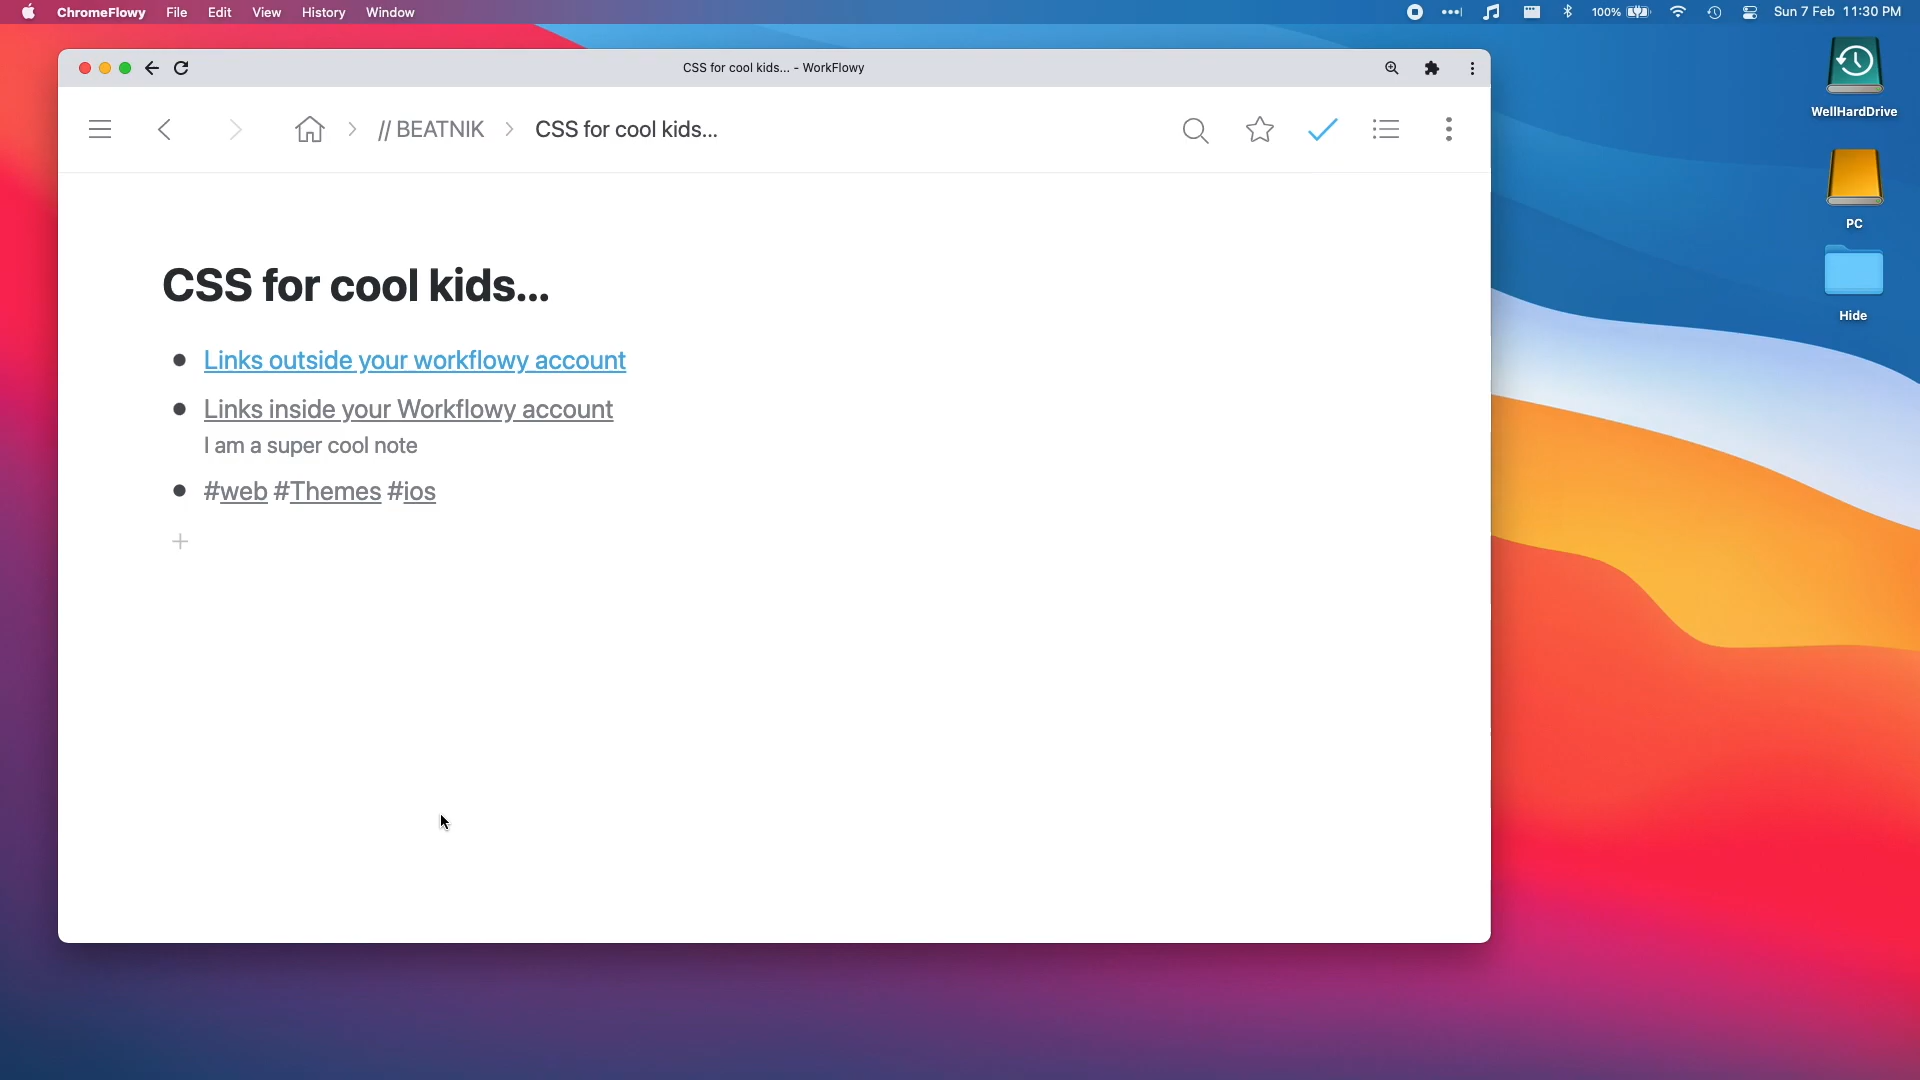 ChromeFlowy File Edit View History Window 100% Sun 7 Feb 11:30 PM
CSS for cool kids... - WorkFlowy
// BEATNIK CSS for cool kids...
CSS for cool kids...
Links outside your workflowy account
Links inside your Workflowy account
I am a super cool note
#web #Themes #ios
WellHardDrive
PC
Hide